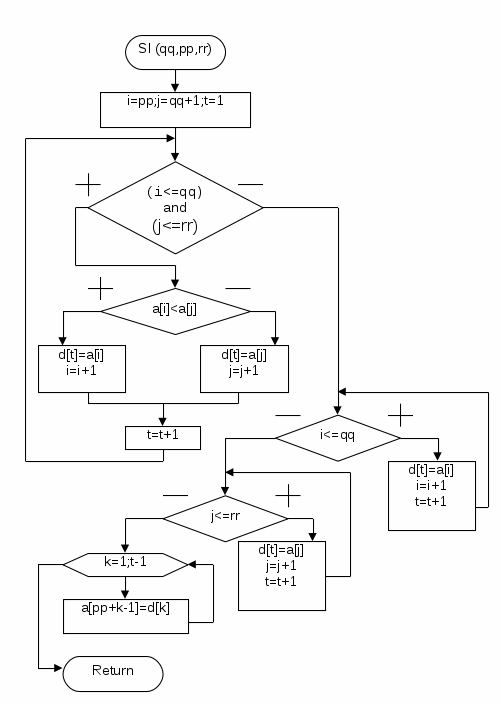 SI (qq,pp,rr)
i=pp;j=qq+1;t=1
+
—
(i<=qq)
and
(j<=rr)
+
—
a[i]<a[j]
d[t]=a[i]
i=i+1
d[t]=a[j]
j=j+1
t=t+1
—
+
i<=qq
d[t]=a[i]
i=i+1
t=t+1
—
+
j<=rr
d[t]=a[j]
j=j+1
t=t+1
k=1;t-1
a[pp+k-1]=d[k]
Return